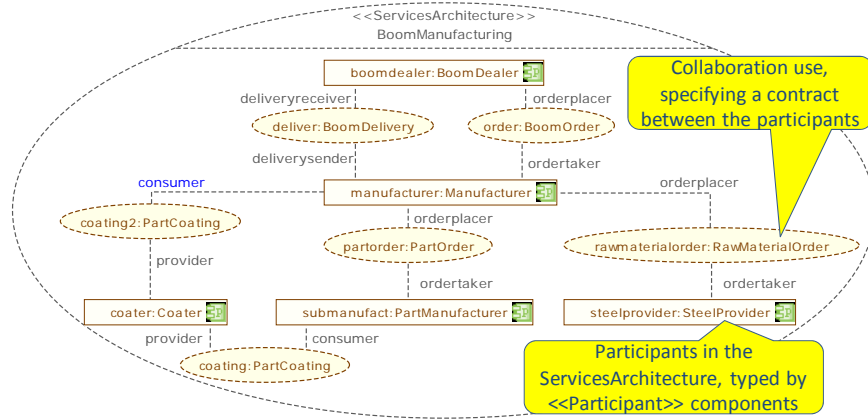 <<ServicesArchitecture>>
BoomManufacturing
boomdealer:BoomDealer
deliveryreceiver
orderplacer
deliver:BoomDelivery
order:BoomOrder
deliverysender
ordertaker
Collaboration use,
specifying a contract
between the participants
consumer
manufacturer:Manufacturer
orderplacer
orderplacer
coating2:PartCoating
partorder:PartOrder
rawmaterialorder:RawMaterialOrder
provider
ordertaker
ordertaker
coater:Coater
submanufact:PartManufacturer
steelprovider:SteelProvider
provider
consumer
coating:PartCoating
Participants in the
ServicesArchitecture, typed by
<<Participant>> components